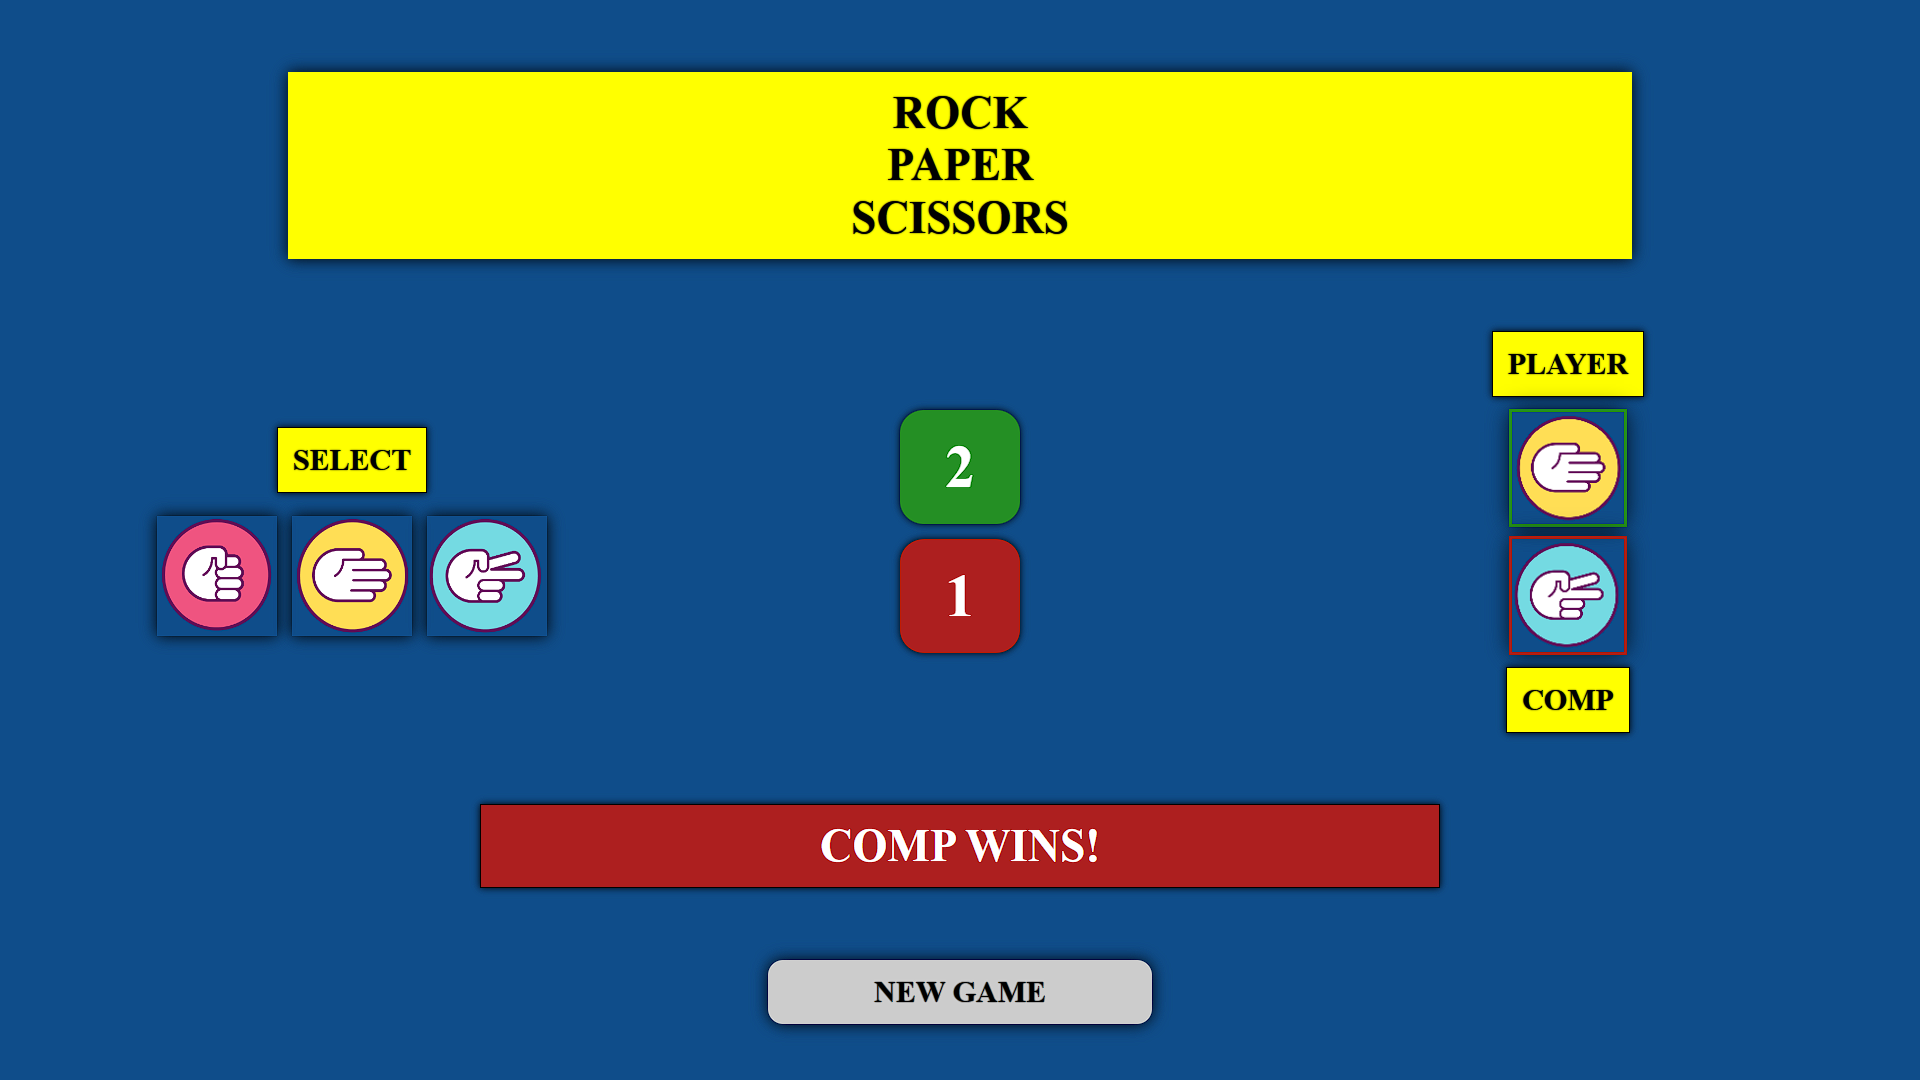 ROCK
PAPER
SCISSORS
SELECT
2
1
PLAYER
COMP
COMP WINS!
NEW GAME